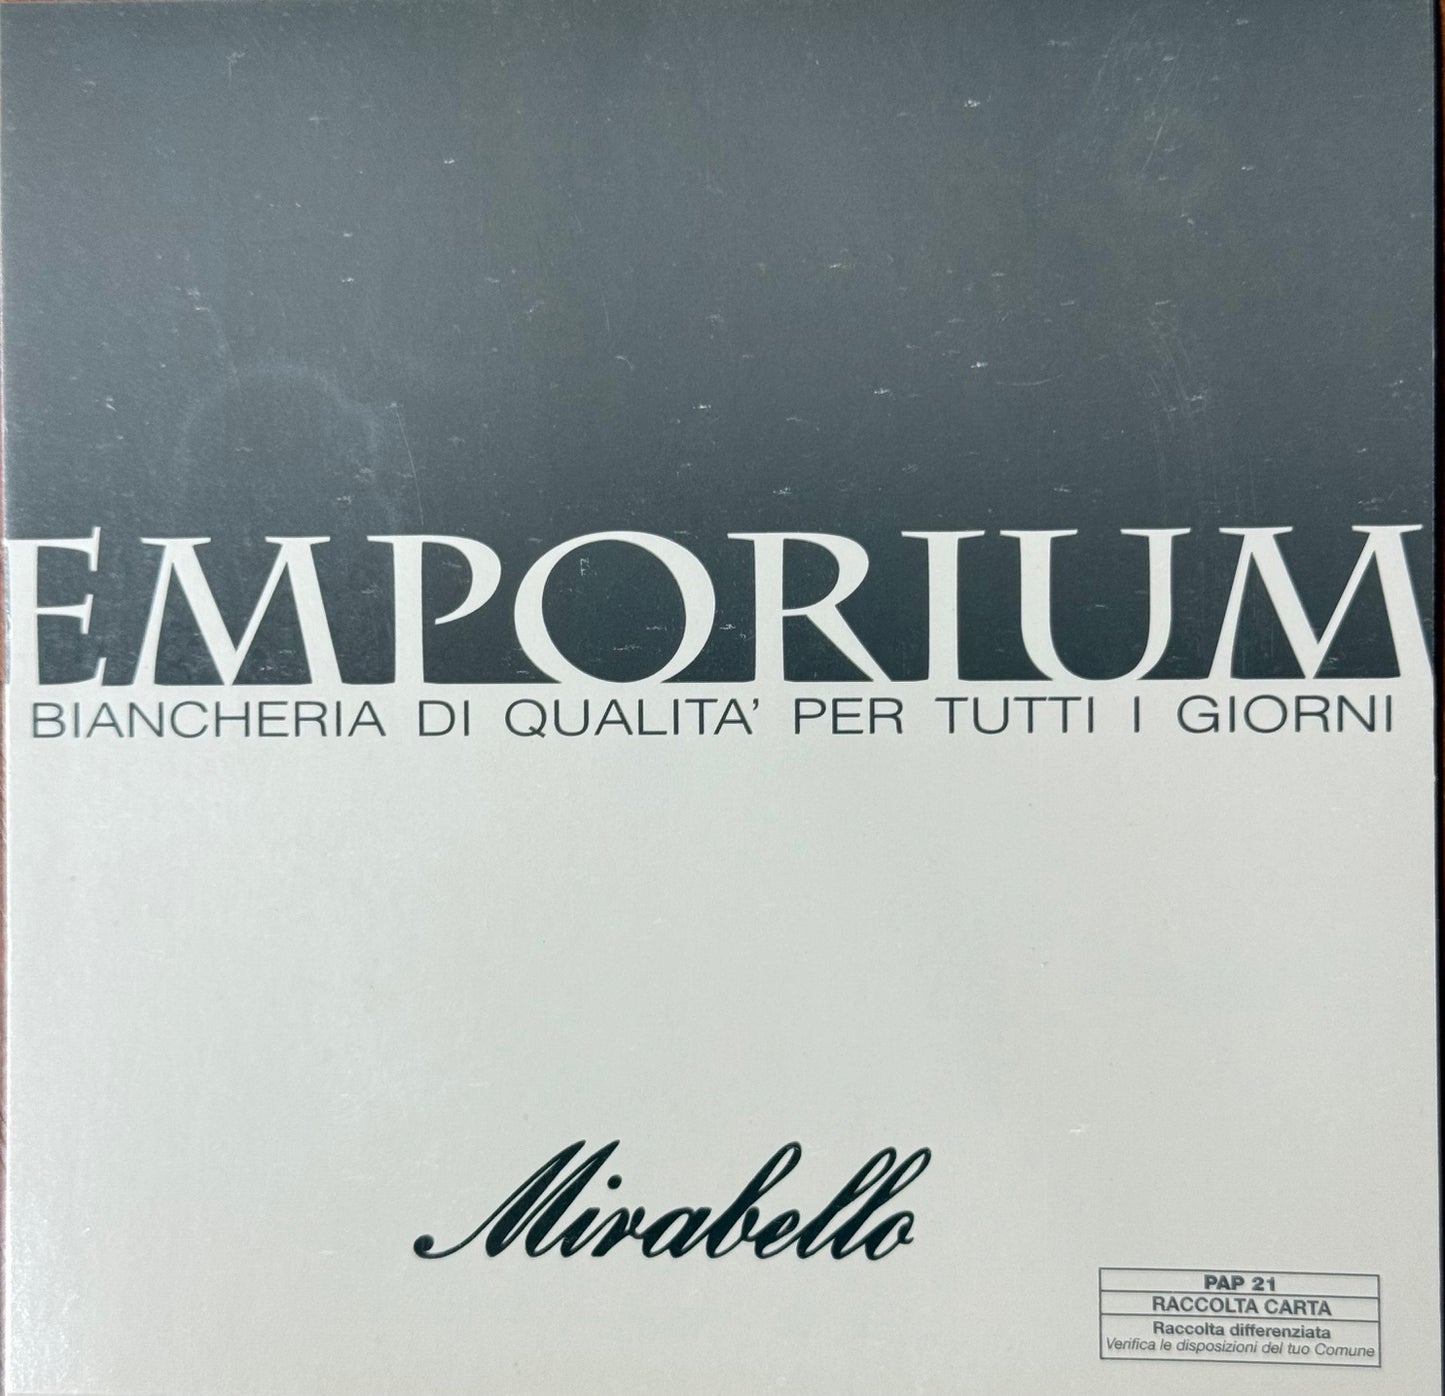 EMPORIUM
BIANCHERIA DI QUALITA' PER TUTTI I GIORNI
Mirabello
PAP 21
RACCOLTA CARTA
Raccolta differenziata
Verifica le disposizioni del tuo Comune